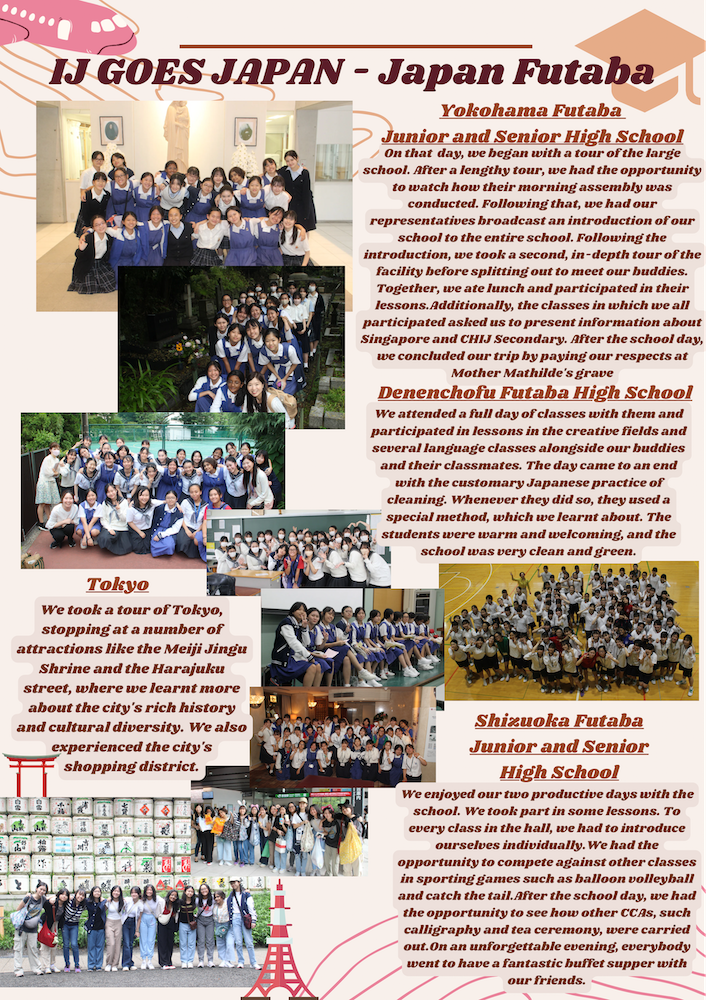 IJ GOES JAPAN - Japan Futaba
Yokohama Futaba
Junior and Senior High School
On that day, we began with a tour of the large
school. After a lengthy tour, we had the opportunity
to watch how their morning assembly was
conducted. Following that, we had our
representatives broadcast an introduction of our
school to the entire school. Following the
introduction, we took a second, in-depth tour of the
facility before splitting out to meet our buddies.
Together, we ate lunch and participated in their
lessons.Additionally, the classes in which we all
participated asked us to present information about
Singapore and CHIJ Secondary. After the school day,
we concluded our trip by paying our respects at
Mother Mathilde's grave
Denenchofu Futaba High School
We attended a full day of classes with them and
participated in lessons in the creative fields and
several language classes alongside our buddies
and their classmates. The day came to an end
with the customary Japanese practice of
cleaning. Whenever they did so, they used a
special method, which we learnt about. The
students were warm and welcoming, and the
school was very clean and green.
Tokyo
We took a tour of Tokyo,
stopping at a number of
attractions like the Meiji Jingu
Shrine and the Harajuku
street, where we learnt more
about the city's rich history
and cultural diversity. We also
experienced the city's
shopping district.
Shizuoka Futaba
Junior and Senior
High School
We enjoyed our two productive days with the
school. We took part in some lessons. To
every class in the hall, we had to introduce
ourselves individually.We had the
opportunity to compete against other classes
in sporting games such as balloon volleyball
and catch the tail.After the school day, we had
the opportunity to see how other CCAs, such
calligraphy and tea ceremony, were carried
out.On an unforgettable evening, everybody
went to have a fantastic buffet supper with
our friends.